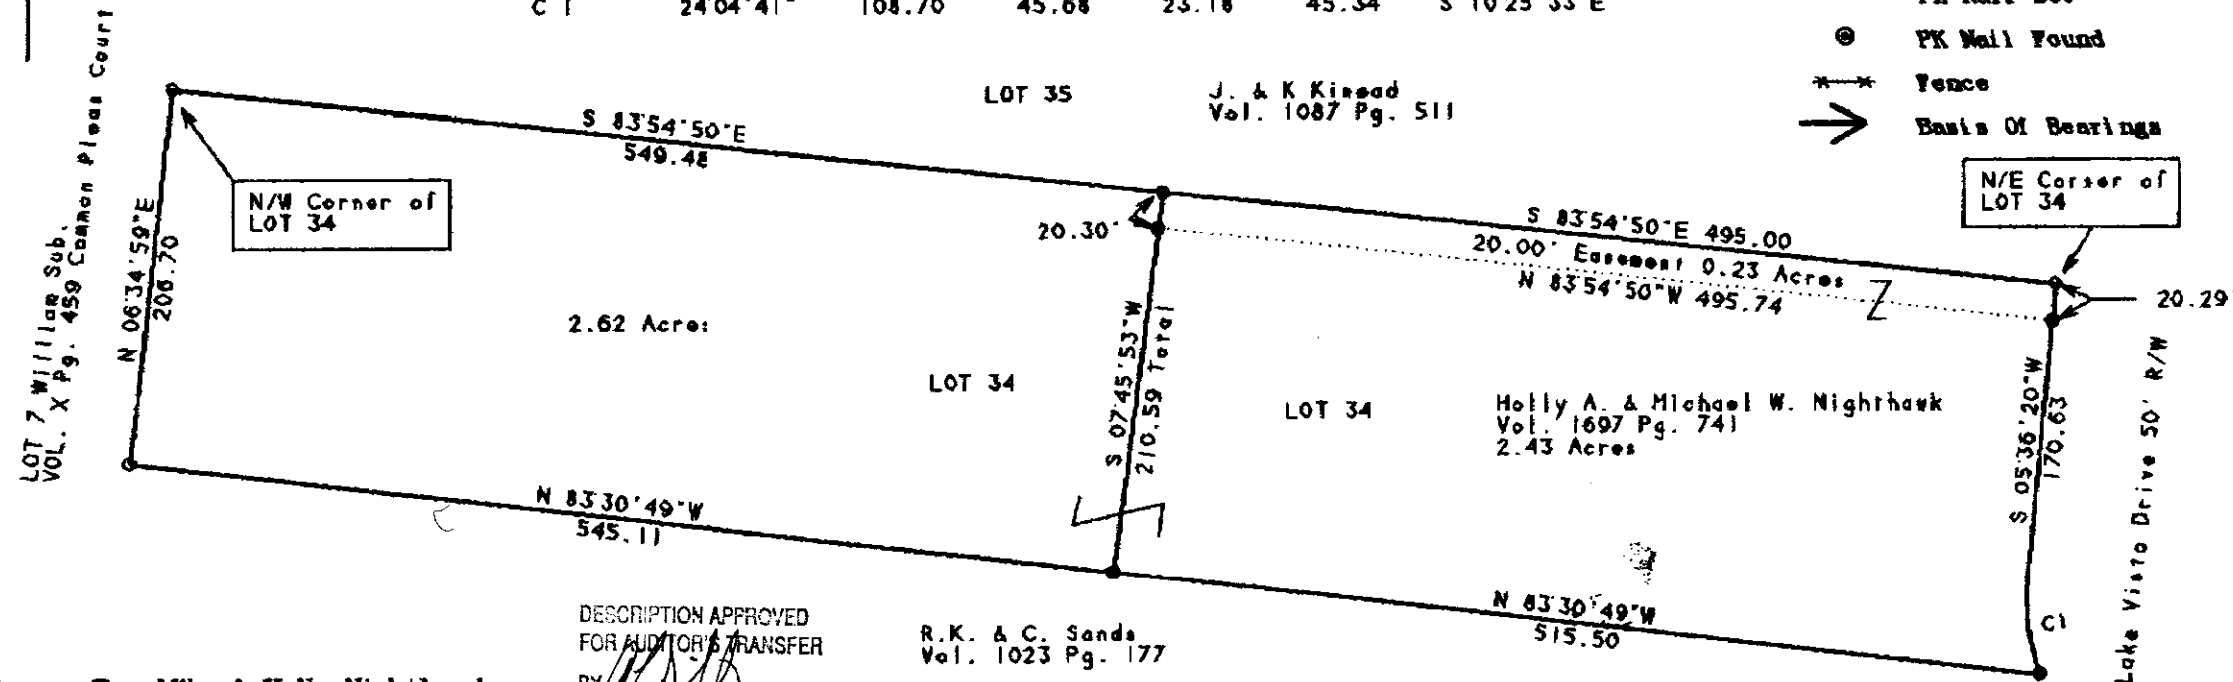 C 1 24°04'41" 108.70 45.68 23.18 45.34 S 10°25'33"E
PK Nail Found
Fence
Basis Of Bearings
LOT 35
J. & K Kinead
Vol. 1087 Pg. 511
S 83°54'50"E
549.48
N/W Corner of
LOT 34
N/E Corner of
LOT 34
20.30'
S 83°54'50"E 495.00
20.00' Easement 0.23 Acres
N 83°54'50"W 495.74
20.29
LOT 7 Willlam Sub.
VOL. X Pg. 459 Common Pleas Court
N 06°34'59"E
206.70
2.62 Acre:
LOT 34
S 07°45'53"W
210.59 Total
LOT 34
Holly A. & Michael W. Nighthawk
Vol. 1697 Pg. 741
2.43 Acres
S 05°36'20"W
170.63
Lake Vista Drive 50' R/W
N 83°30'49"W
545.11
N 83°30'49"W
515.50
C1
DESCRIPTION APPROVED
FOR AUDITOR'S TRANSFER
BY
R.K. & C. Sands
Vol. 1023 Pg. 177